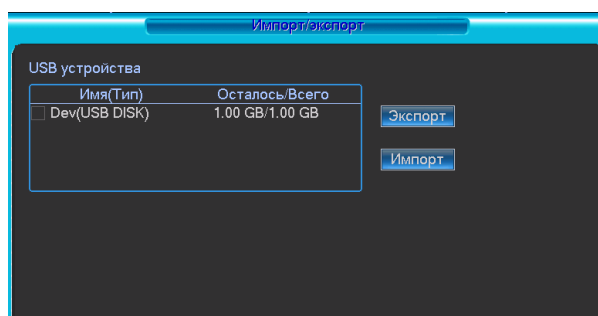 Импорт/экспорт
USB устройства
Имя(Тип) Осталось/Всего
Dev(USB DISK) 1.00 GB/1.00 GB
Экспорт
Импорт